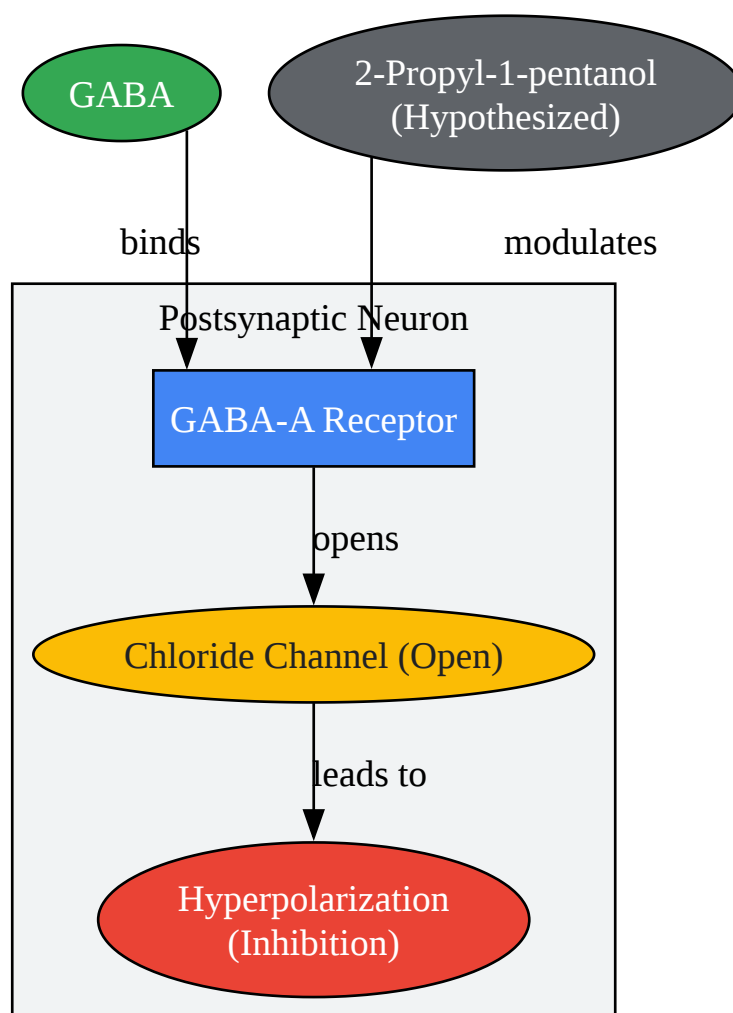 GABA
2-Propyl-1-pentanol
(Hypothesized)
binds
modulates
Postsynaptic Neuron
GABA-A Receptor
opens
Chloride Channel (Open)
leads to
Hyperpolarization
(Inhibition)